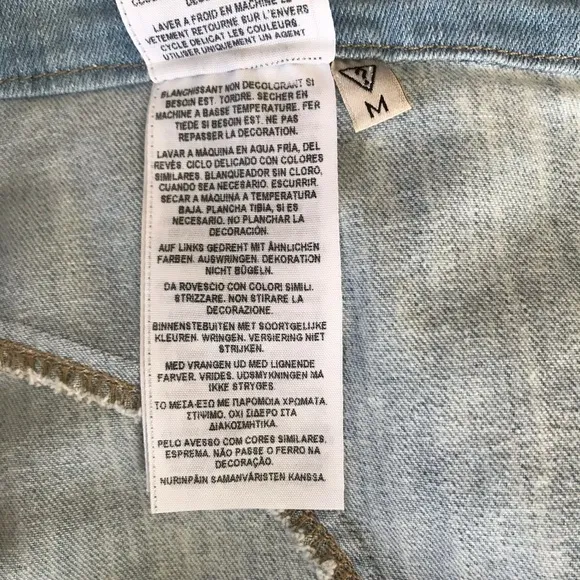 LAVER A FROID EN MACHINE LE
VETEMENT RETOURNE SUR L'ENVERS
CYCLE DELICAT LES COULEURS
UTILISER UNIQUEMENT UN AGENT
BLANCHISSANT NON DECOLORANT SI
BESOIN EST. TORDRE. SECHER EN
MACHINE A BASSE TEMPERATURE. FER
TIEDE SI BESOIN EST. NE PAS
REPASSER LA DECORATION.
LAVAR A MÁQUINA EN AGUA FRÍA, DEL
REVÉS. CICLO DELICADO CON COLORES
SIMILARES. BLANQUEADOR SIN CLORO,
CUANDO SEA NECESARIO. ESCURRIR.
SECAR A MÁQUINA A TEMPERATURA
BAJA. PLANCHA TIBIA, SI ES
NECESARIO. NO PLANCHAR LA
DECORACIÓN.
AUF LINKS GEDREHT MIT ÄHNLICHEN
FARBEN. AUSWRINGEN. DEKORATION
NICHT BÜGELN.
DA ROVESCIO CON COLORI SIMILI.
STRIZZARE. NON STIRARE LA
DECORAZIONE.
BINNENSTEBUITEN MET SOORTGELIJKE
KLEUREN. WRINGEN. VERSIERING NIET
STRIJKEN.
MED VRANGEN UD MED LIGNENDE
FARVER. VRIDES. UDSMYKNINGEN MA
IKKE STRYGES.
ΤΟ ΜΕΣΑ-ΕΞΩ ΜΕ ΠΑΡΟΜΟΙΑ ΧΡΩΜΑΤΑ.
ΣΤΙΨΙΜΟ. ΟΧΙ ΣΙΔΕΡΟ ΣΤΑ
ΔΙΑΚΟΣΜΗΤΙΚΑ.
PELO AVESSO COM CORES SIMILARES.
ESPREMA. NÃO PASSE O FERRO NA
DECORAÇÃO.
NURINPÄIN SAMANVÄRISTEN KANSSA.
?
M